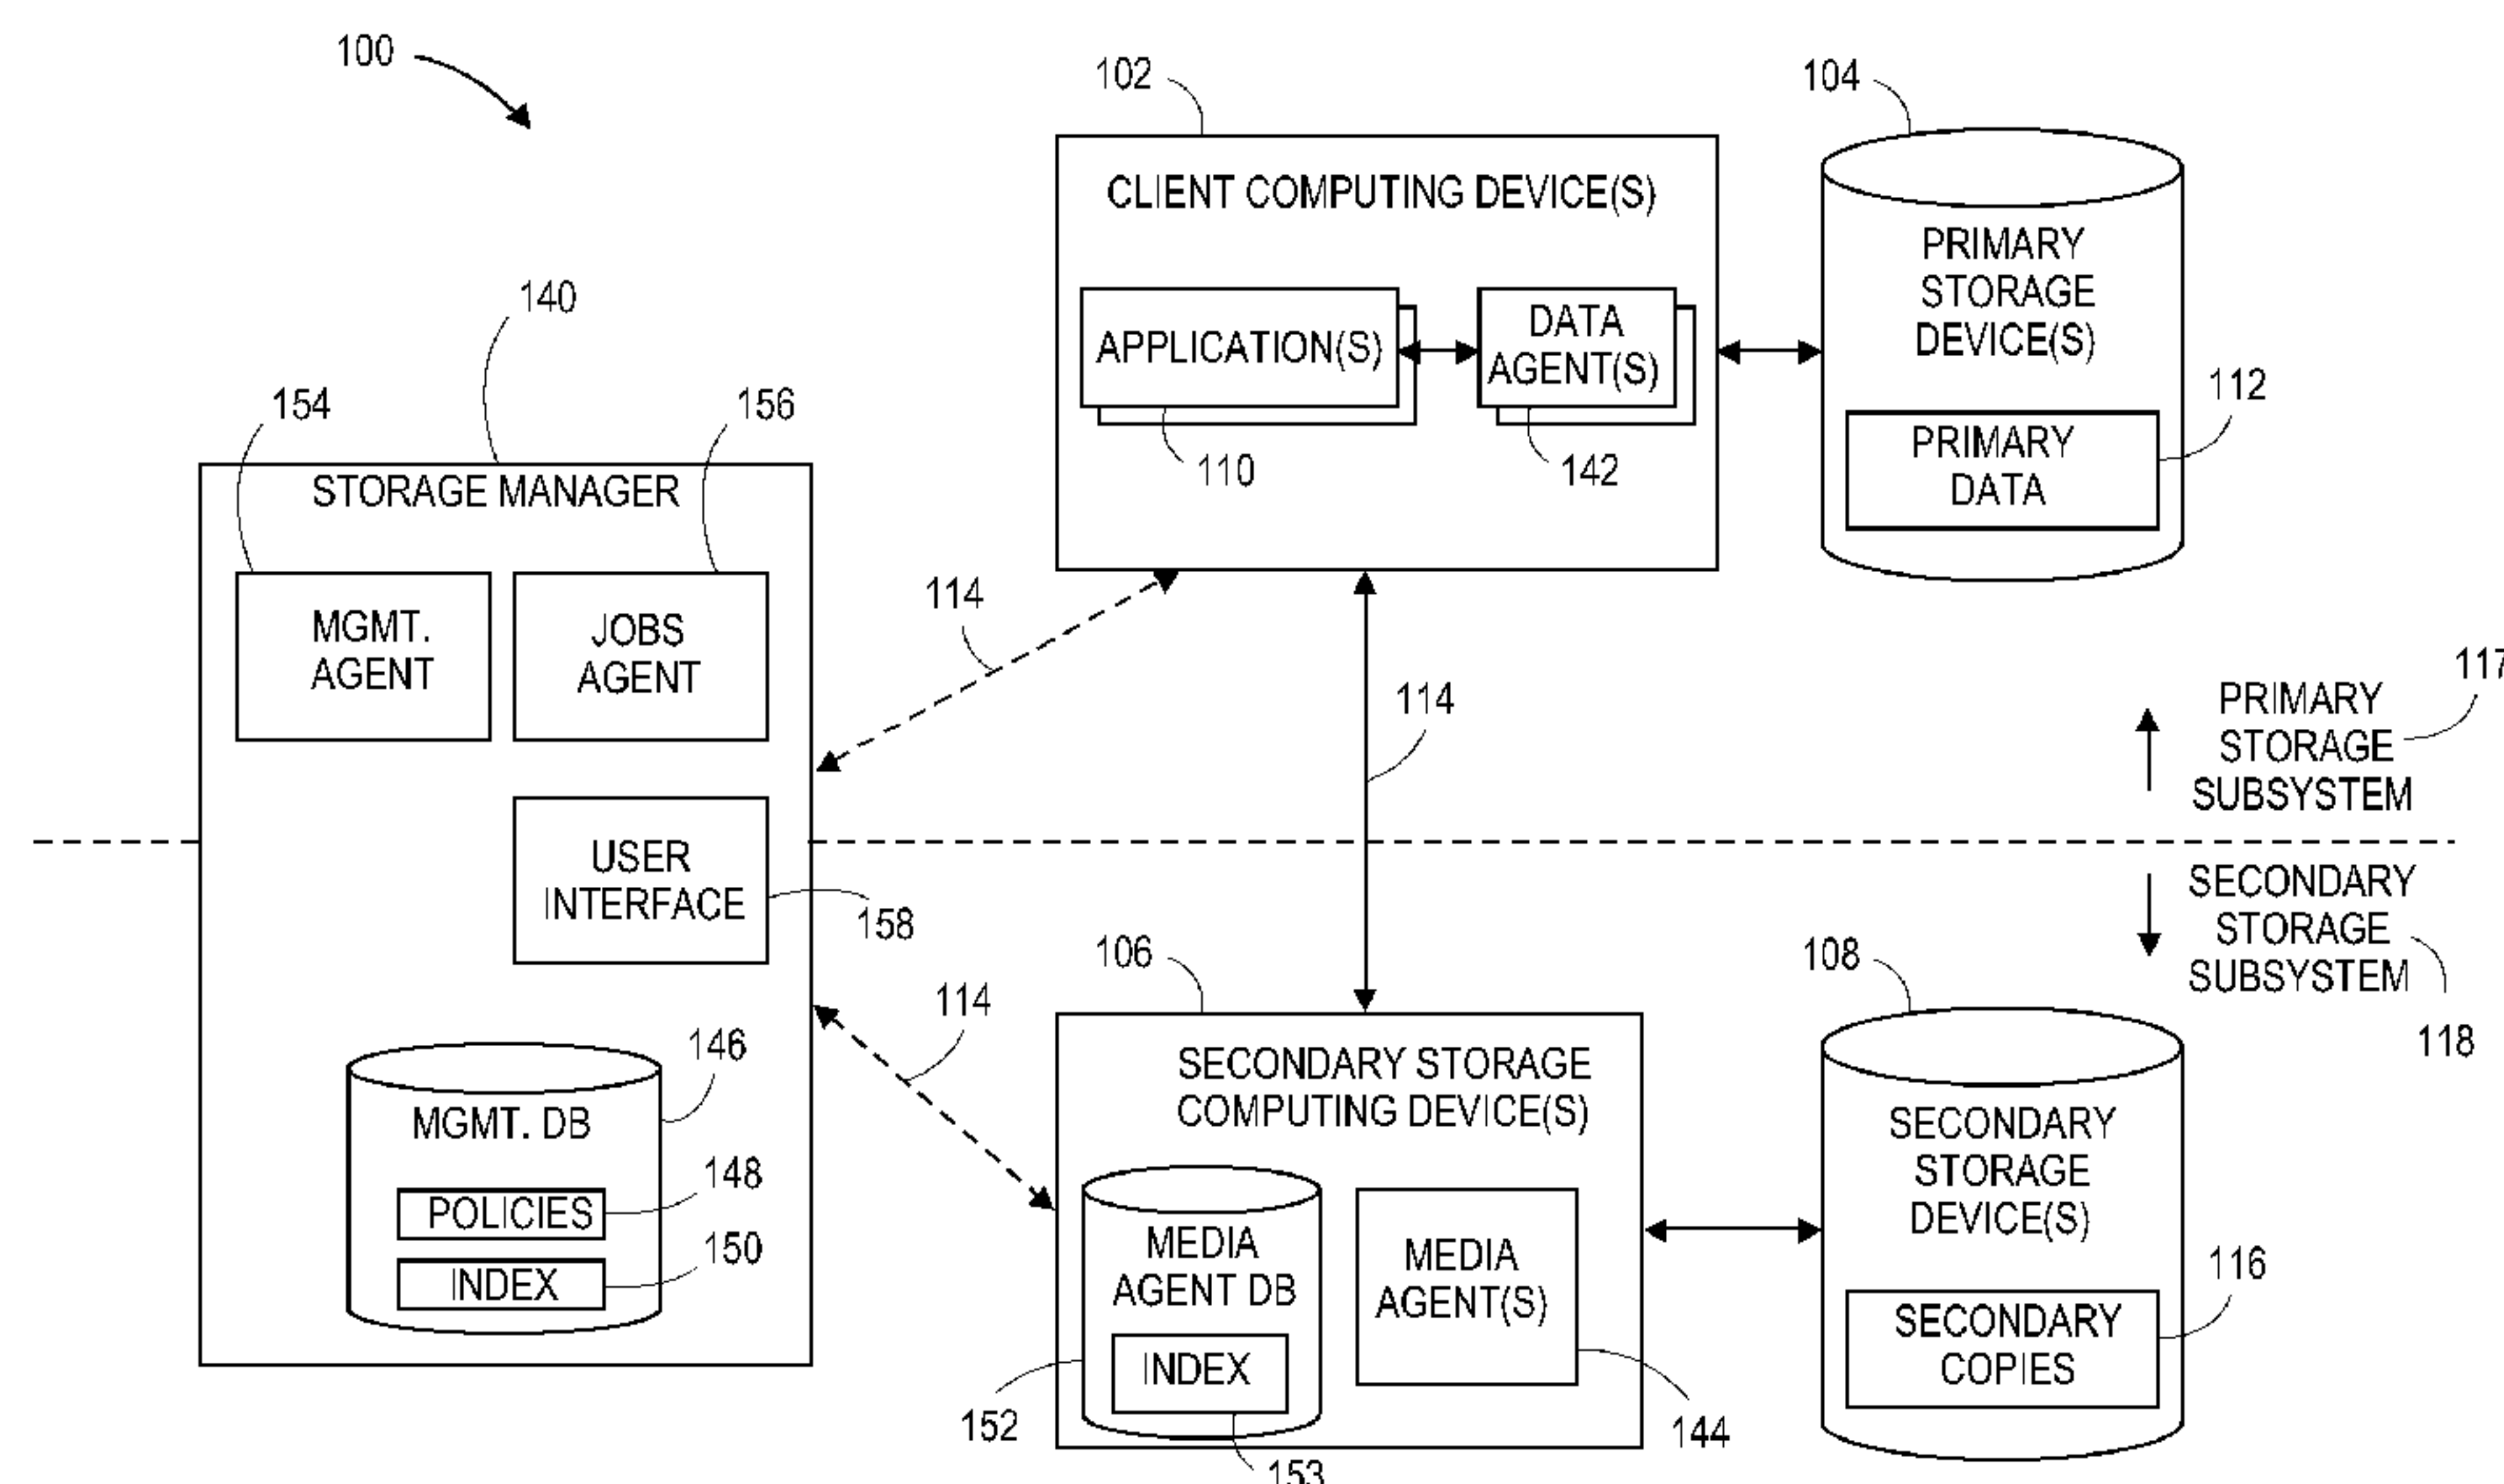 100
102
104
CLIENT COMPUTING DEVICE(S)
APPLICATION(S)
DATA
AGENT(S)
110
142
PRIMARY
STORAGE
DEVICE(S)
112
PRIMARY
DATA
140
154
156
STORAGE MANAGER
MGMT.
AGENT
JOBS
AGENT
114
114
117
PRIMARY
STORAGE
SUBSYSTEM
USER
INTERFACE
158
SECONDARY
STORAGE
SUBSYSTEM
118
114
106
108
146
MGMT. DB
POLICIES
148
INDEX
150
SECONDARY STORAGE
COMPUTING DEVICE(S)
MEDIA
AGENT DB
INDEX
152
153
MEDIA
AGENT(S)
144
SECONDARY
STORAGE
DEVICE(S)
116
SECONDARY
COPIES